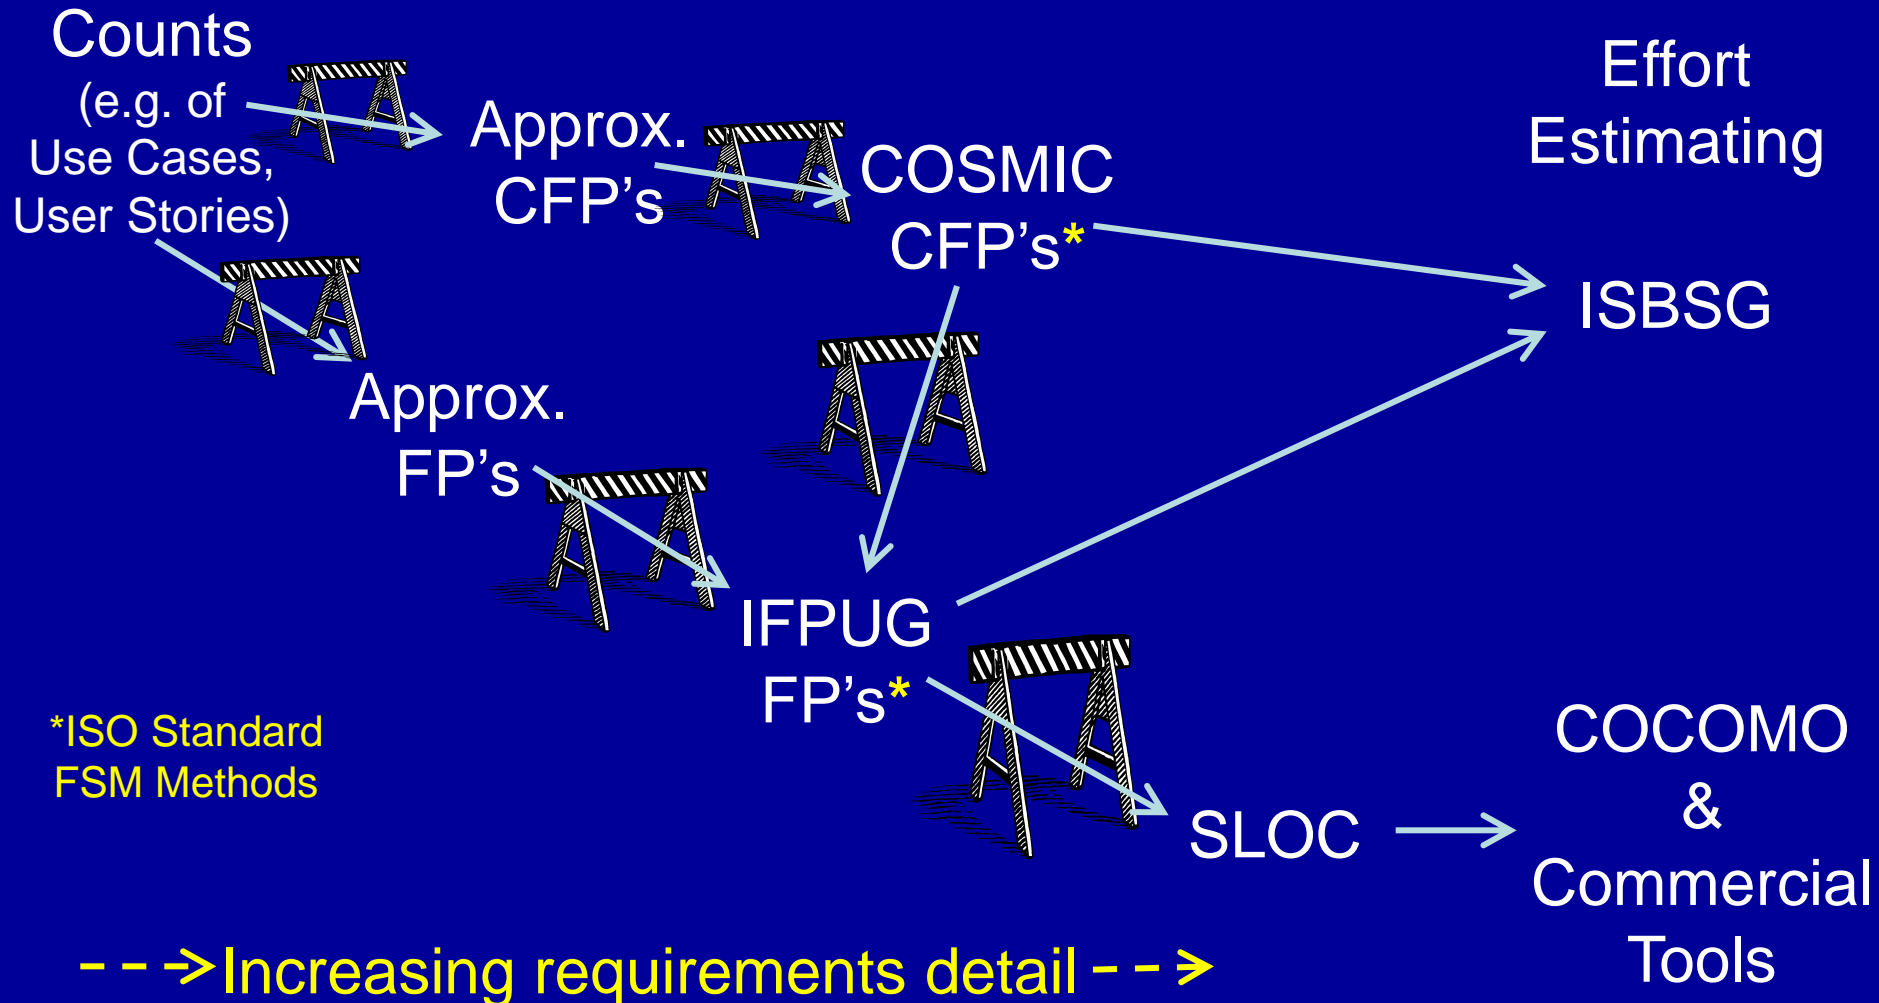 Counts
(e.g. of
Use Cases,
User Stories)
Approx.
CFP's
COSMIC
CFP's*
Effort
Estimating
ISBSG
Approx.
FP's
IFPUG
FP's*
*ISO Standard
FSM Methods
SLOC
COCOMO
&
Commercial
Tools
Increasing requirements detail